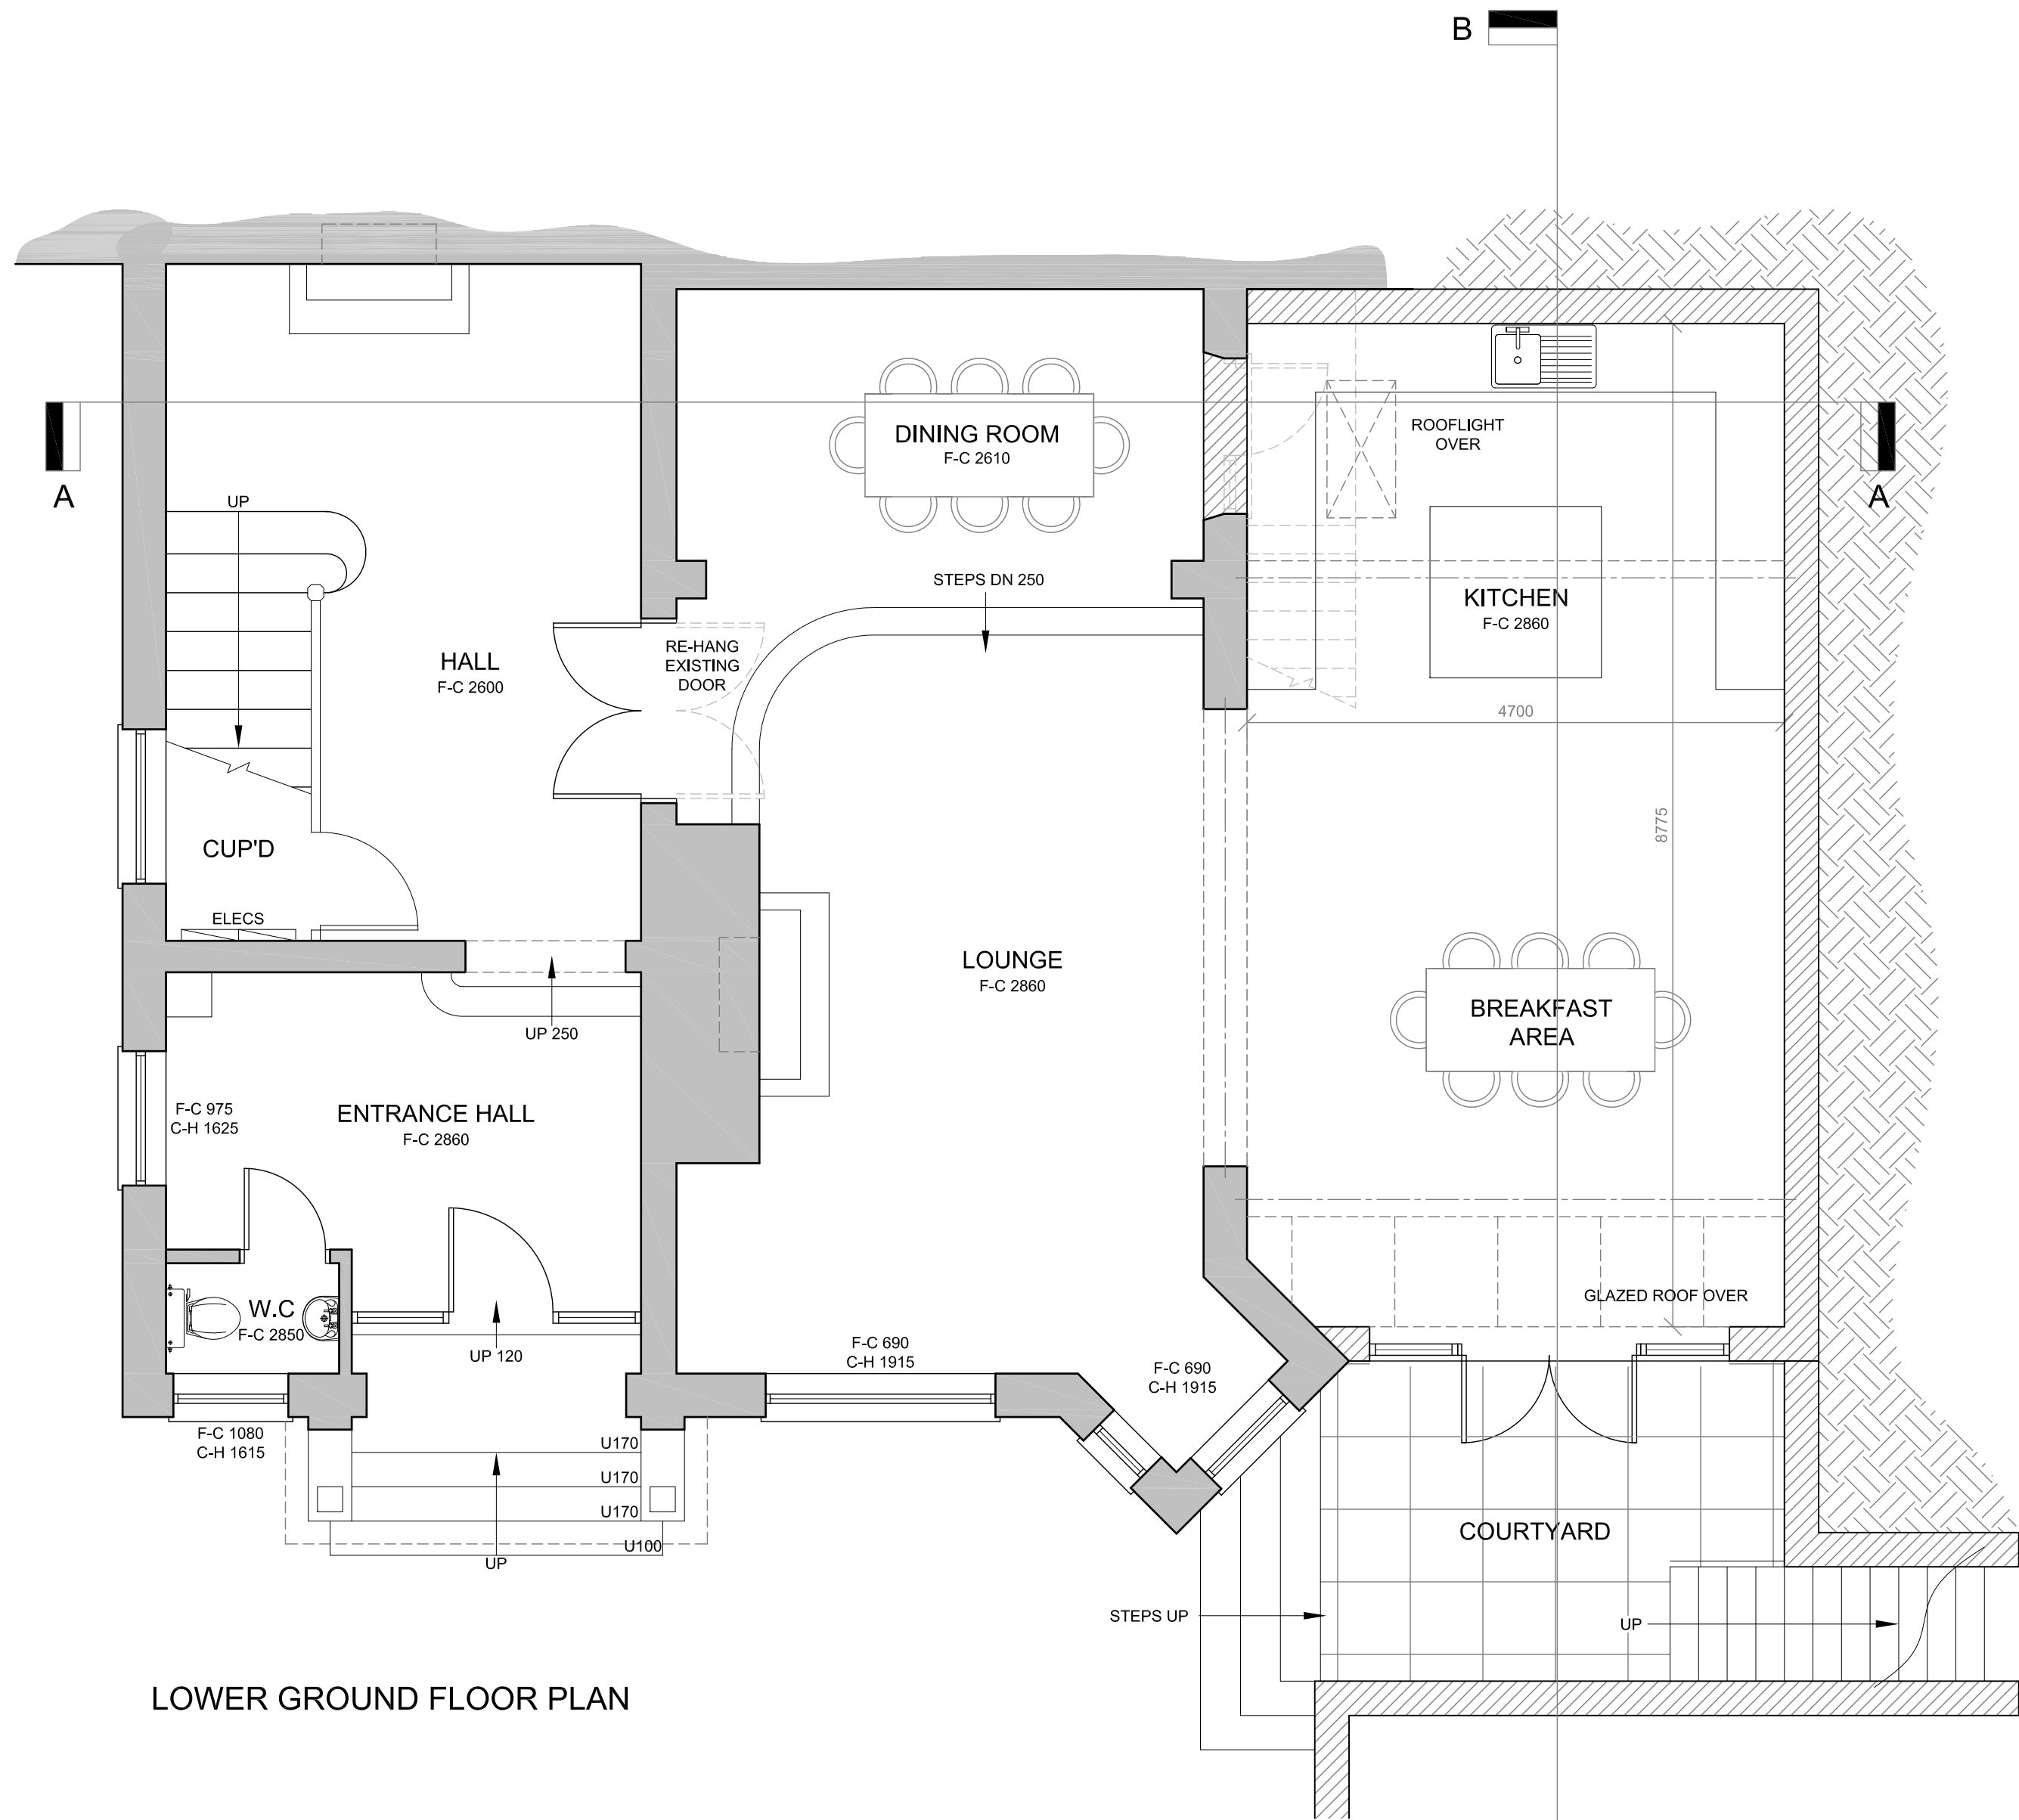 B
A
UP
DINING ROOM
F-C 2610
ROOFLIGHT
OVER
A
STEPS DN 250
KITCHEN
F-C 2860
HALL
F-C 2600
RE-HANG
EXISTING
DOOR
4700
8775
CUP'D
ELECS
LOUNGE
F-C 2860
BREAKFAST
AREA
UP 250
F-C 975
C-H 1625
ENTRANCE HALL
F-C 2860
W.C
F-C 2850
UP 120
F-C 690
C-H 1915
F-C 690
C-H 1915
GLAZED ROOF OVER
F-C 1080
C-H 1615
U170
U170
U170
U100
UP
COURTYARD
STEPS UP
UP
LOWER GROUND FLOOR PLAN